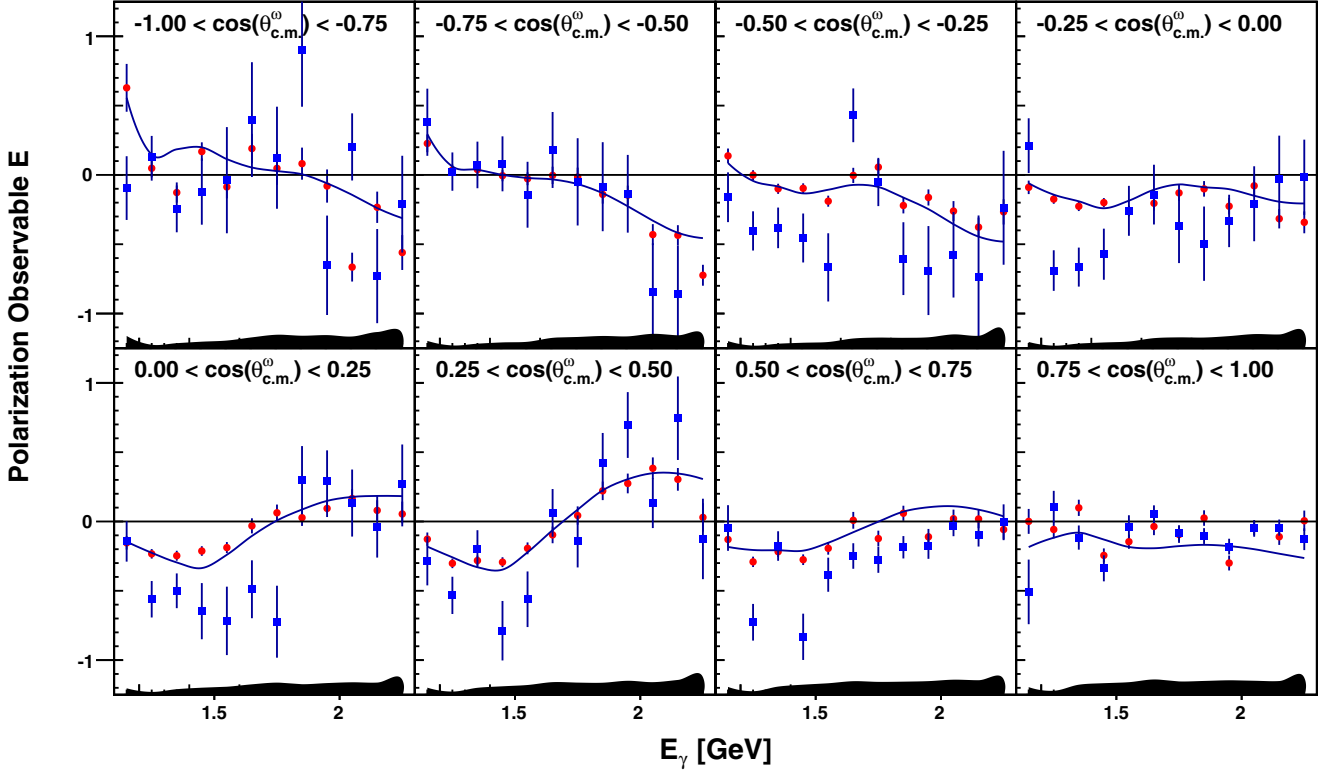 -1.00 < cos(θ^ω_c.m.) < -0.75
-0.75 < cos(θ^ω_c.m.) < -0.50
-0.50 < cos(θ^ω_c.m.) < -0.25
-0.25 < cos(θ^ω_c.m.) < 0.00
1
0
-1
Polarization Observable E
0.00 < cos(θ^ω_c.m.) < 0.25
0.25 < cos(θ^ω_c.m.) < 0.50
0.50 < cos(θ^ω_c.m.) < 0.75
0.75 < cos(θ^ω_c.m.) < 1.00
1
0
-1
1.5 2 1.5 2 1.5 2 1.5 2
E_γ [GeV]